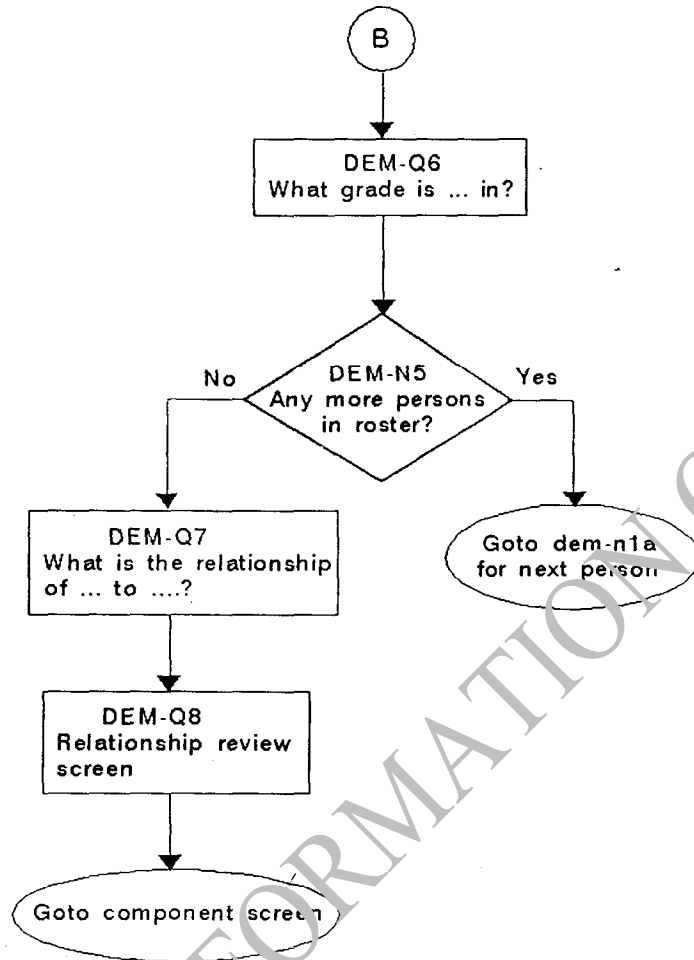 B
DEM-Q6
What grade is ... in?
DEM-N5
Any more persons
in roster?
No
Yes
DEM-Q7
What is the relationship
of ... to ....?
Goto dem-n1a
for next person
DEM-Q8
Relationship review
screen
Goto component screen
FORMATION